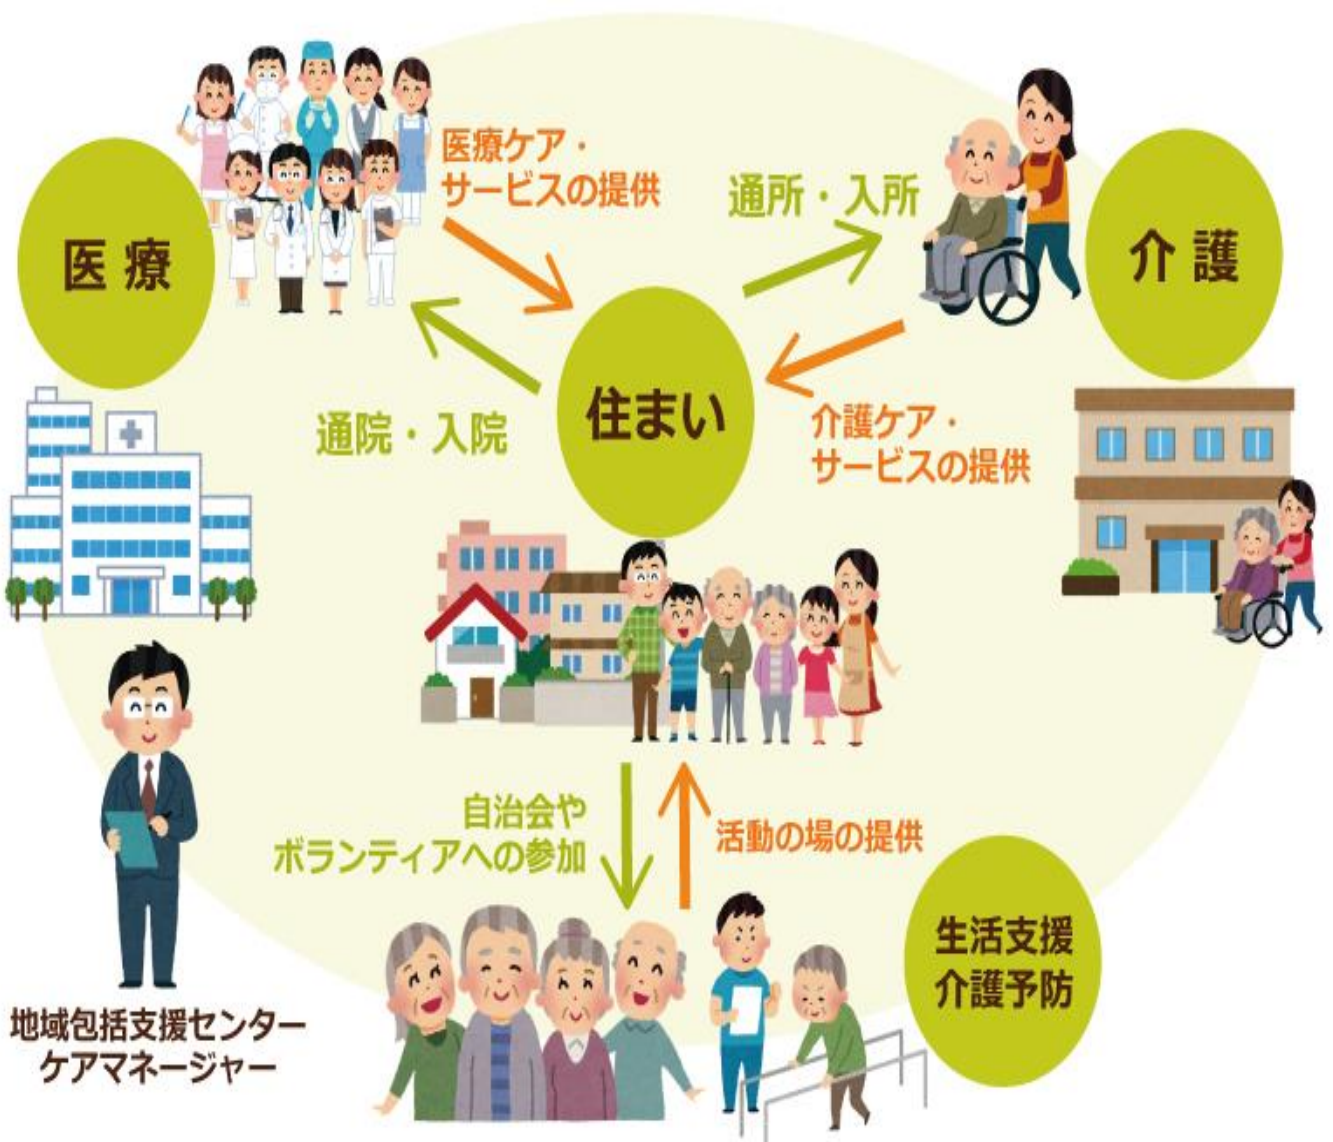 医療
医療ケア・
サービスの提供
通所・入所
介護
住まい
通院・入院
介護ケア・
サービスの提供
自治会や
ボランティアへの参加
活動の場の提供
生活支援
介護予防
地域包括支援センター
ケアマネージャー